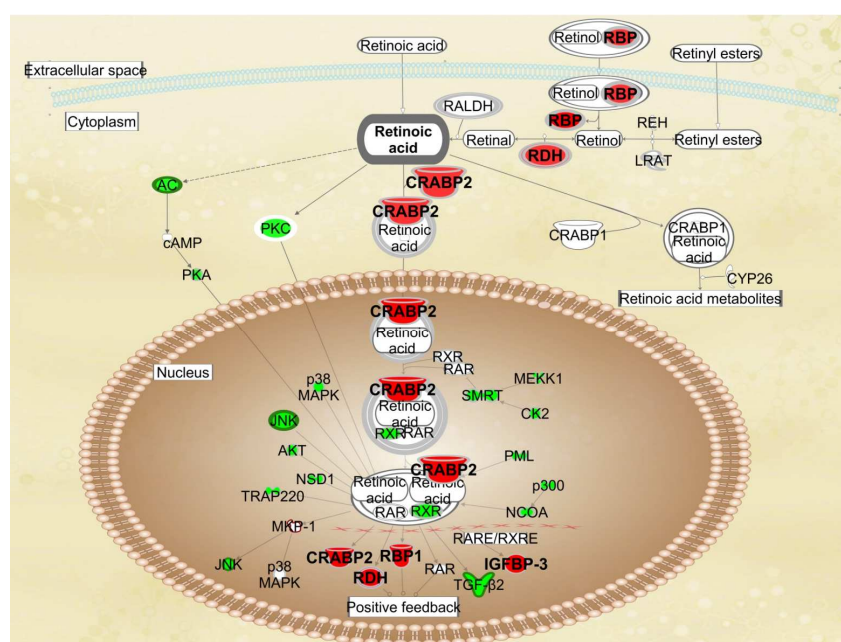 Retinoic acid
Retinol RBP
Retinyl esters
Extracellular space
Retinol RBP
Cytoplasm
RALDH
RBP
REH
Retinoic
acid
Retinal
Retinol
Retinyl esters
RDH
LRAT
CRABP2
AC
CRABP2
PKC
Retinoic
acid
CRABP1
CRABP1
Retinoic
acid
cAMP
PKA
CYP26
Retinoic acid metabolites
CRABP2
Retinoic
acid
RXR
RAR
Nucleus
p38
MAPK
CRABP2
MEKK1
SMRT
Retinoic
acid
CK2
JNK
RXR RAR
AKT
PML
CRABP2
NSD1
Retinoic
acid
Retinoic
acid
p300
TRAP220
RAR
RXR
NCOA
MKP-1
RARE/RXRE
CRABP2
RBP1
JNK
p38
MAPK
RDH
RAR
IGFBP-3
TGF-β2
Positive feedback